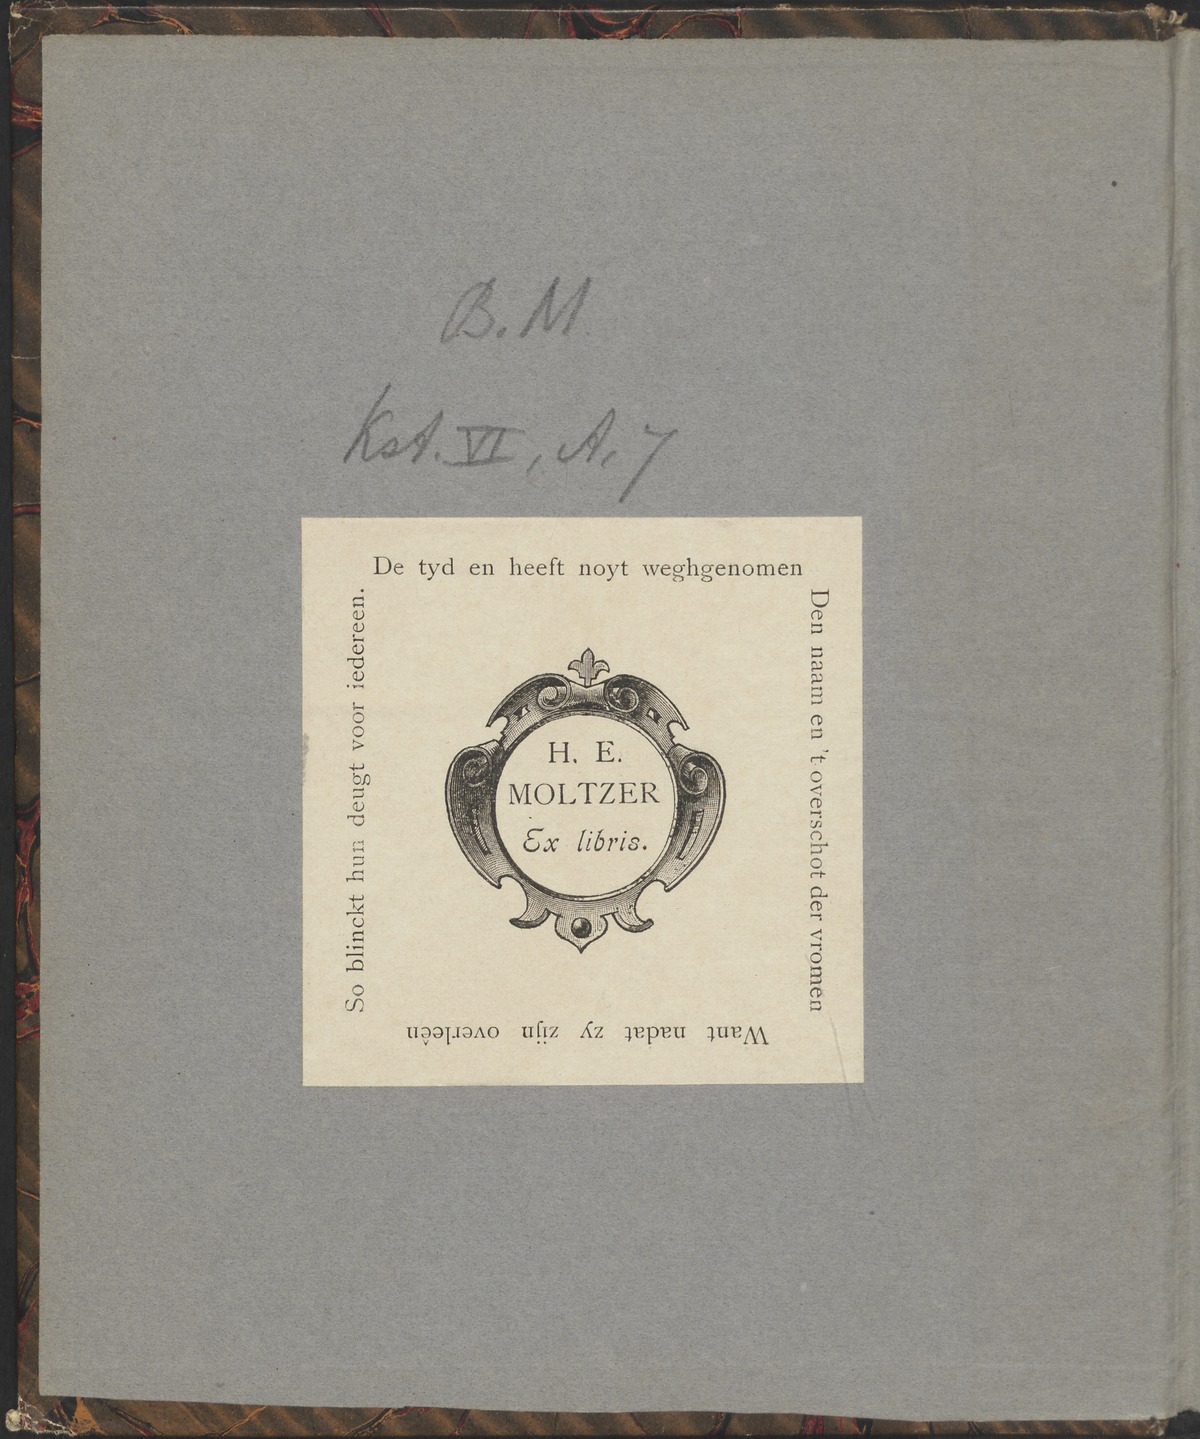 B. M.
Kst. VI, A, 7
De tyd en heeft noyt weghgenomen
Den naam en 't overschot der vromen
Want nadat zy zijn overleên
So blinckt hun deugt voor iedereen.
H. E.
MOLTZER
Ex libris.